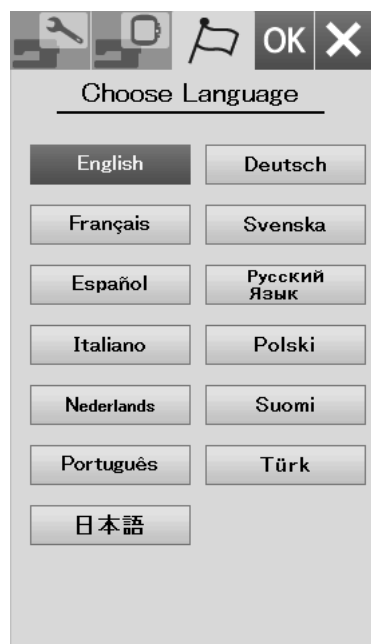 OK
Choose Language
English
Deutsch
Français
Svenska
Español
Русский
Язык
Italiano
Polski
Nederlands
Suomi
Português
Türk
日本語